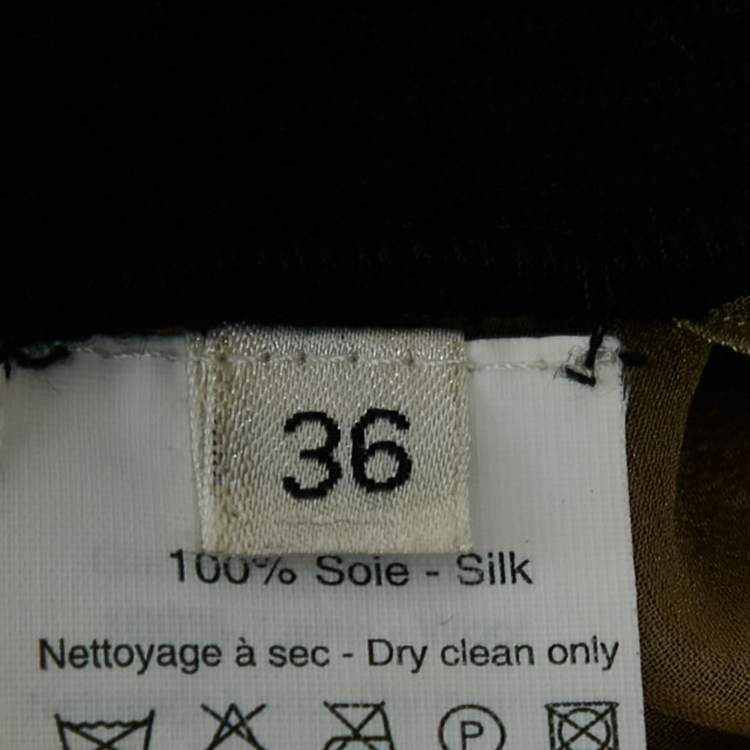 36
100% Soie - Silk
Nettoyage à sec - Dry clean only
P